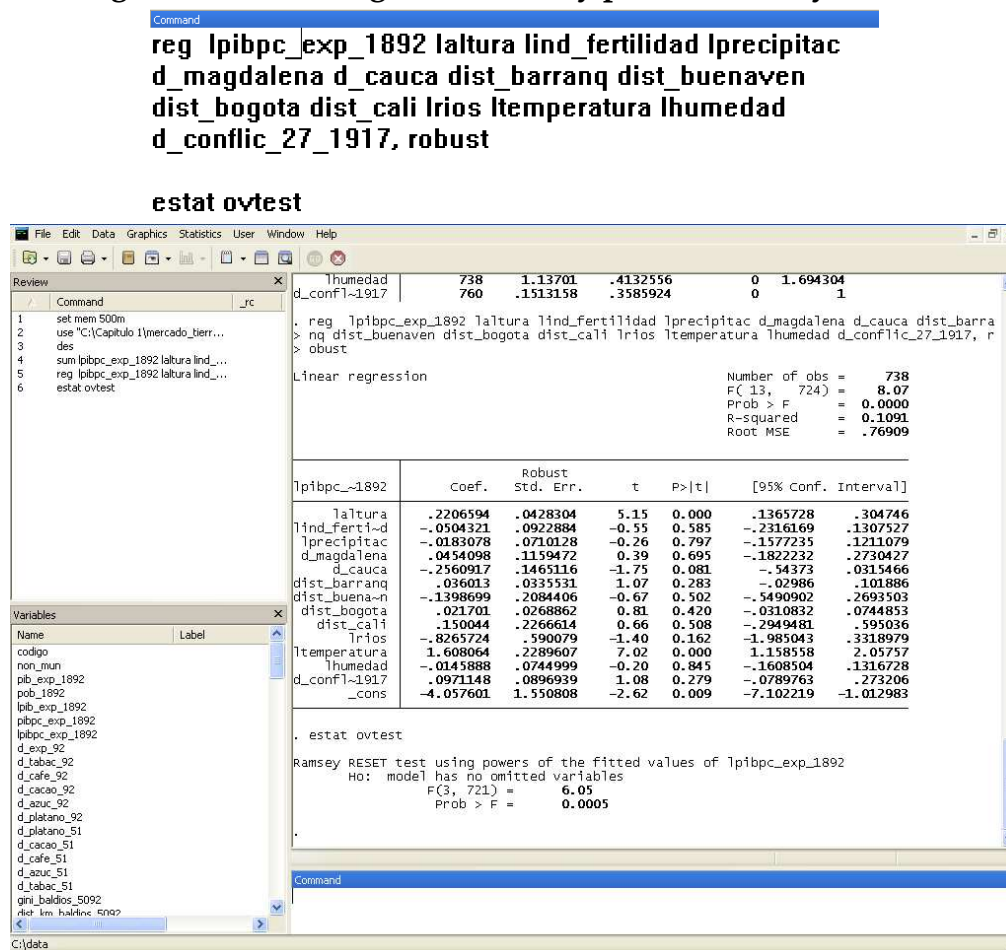 Command
reg lpibpc_exp_1892 laltura lind_fertilidad lprecipitac
d_magdalena d_cauca dist_barranq dist_buenaven
dist_bogota dist_cali lrios ltemperatura lhumedad
d_conflic_27_1917, robust
estat ovtest
File Edit Data Graphics Statistics User Window Help
Review
Command _rc
1 set mem 500m
2 use "C:\Capitulo 1\mercado_tierr...
3 des
4 sum lpibpc_exp_1892 laltura lind_...
5 reg lpibpc_exp_1892 laltura lind_...
6 estat ovtest
Variables
Name Label
codigo
non_mun
pib_exp_1892
pob_1892
lpib_exp_1892
pibpc_exp_1892
lpibpc_exp_1892
d_exp_92
d_tabac_92
d_cafe_92
d_cacao_92
d_azuc_92
d_platano_92
d_platano_51
d_cacao_51
d_cafe_51
d_azuc_51
d_tabac_51
gini_baldios_5092
dist_km_baldios_5092
lhumedad 738 1.13701 .4132556 0 1.694304
d_confl~1917 760 .1513158 .3585924 0 1
. reg lpibpc_exp_1892 laltura lind_fertilidad lprecipitac d_magdalena d_cauca dist_barra
> nq dist_buenaven dist_bogota dist_cali lrios ltemperatura lhumedad d_conflic_27_1917, r
> obust
Linear regression Number of obs = 738
F( 13, 724) = 8.07
Prob > F = 0.0000
R-squared = 0.1091
Root MSE = .76909
Robust
lpibpc_~1892 Coef. Std. Err. t P>|t| [95% Conf. Interval]
laltura .2206594 .0428304 5.15 0.000 .1365728 .304746
lind_ferti~d -.0504321 .0922884 -0.55 0.585 -.2316169 .1307527
lprecipitac -.0183078 .0710128 -0.26 0.797 -.1577235 .1211079
d_magdalena .0454098 .1159472 0.39 0.695 -.1822232 .2730427
d_cauca -.2560917 .1465116 -1.75 0.081 -.54373 .0315466
dist_barranq .036013 .0335531 1.07 0.283 -.02986 .101886
dist_buena~n -.1398699 .2084406 -0.67 0.502 -.5490902 .2693503
dist_bogota .021701 .0268862 0.81 0.420 -.0310832 .0744853
dist_cali .150044 .2266614 0.66 0.508 -.2949481 .595036
lrios -.8265724 .590079 -1.40 0.162 -1.985043 .3318979
ltemperatura 1.608064 .2289607 7.02 0.000 1.158558 2.05757
lhumedad -.0145888 .0744999 -0.20 0.845 -.1608504 .1316728
d_confl~1917 .0971148 .0896939 1.08 0.279 -.0789763 .273206
_cons -4.057601 1.550808 -2.62 0.009 -7.102219 -1.012983
. estat ovtest
Ramsey RESET test using powers of the fitted values of lpibpc_exp_1892
Ho: model has no omitted variables
F(3, 721) = 6.05
Prob > F = 0.0005
.
Command
C:\data